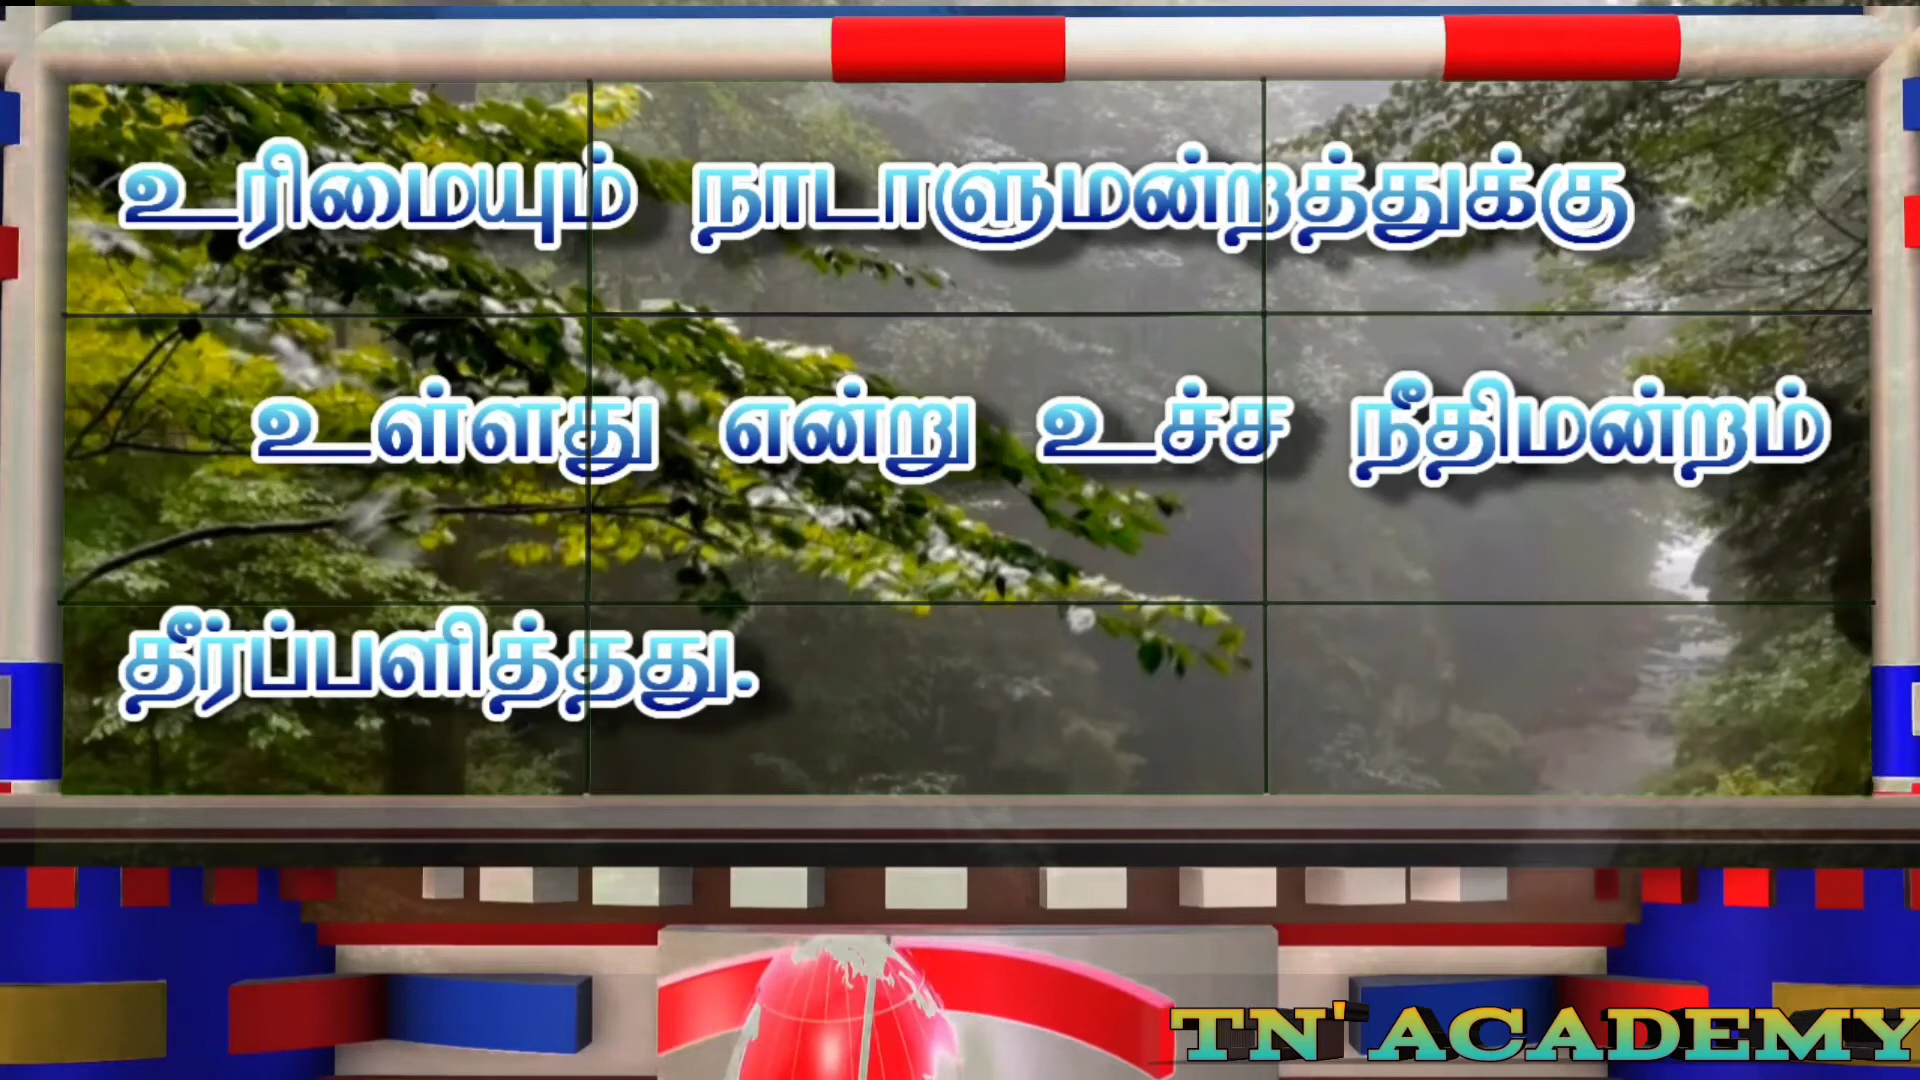 உரிமையும் நாடாளுமன்றத்துக்கு
உள்ளது என்று உச்ச நீதிமன்றம்
தீர்ப்பளித்தது.
TN' ACADEMY